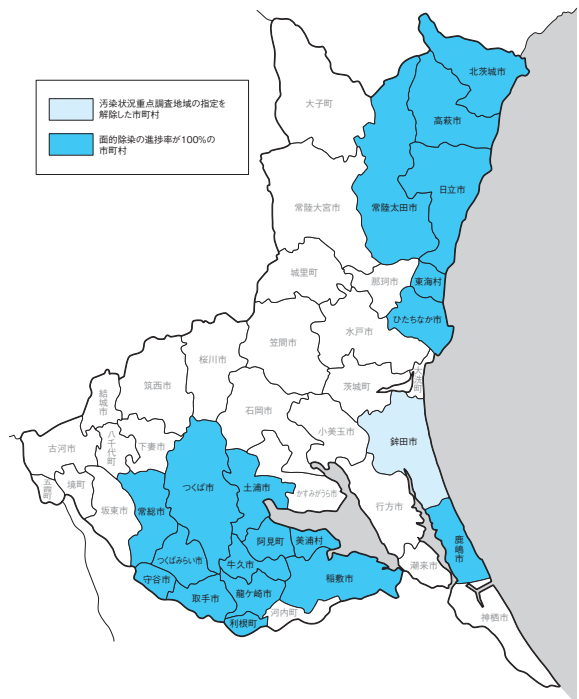 汚染状況重点調査地域の指定を
解除した市町村
面的除染の進捗率が100%の
市町村
北茨城市
大子町
高萩市
日立市
常陸大宮市
常陸太田市
城里町
那珂市
東海村
ひたちなか市
水戸市
笠間市
桜川市
大洗町
茨城町
筑西市
結城市
石岡市
小美玉市
鉾田市
古河市
八千代町
下妻市
つくば市
土浦市
かすみがうら市
五霞町
境町
坂東市
常総市
行方市
鹿嶋市
阿見町
美浦村
つくばみらい市
牛久市
潮来市
守谷市
取手市
龍ケ崎市
稲敷市
河内町
利根町
神栖市